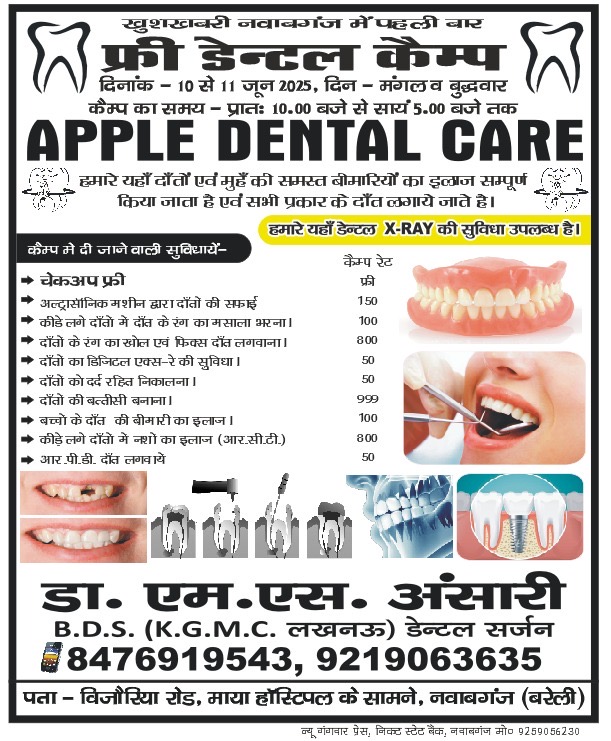 खुशखबरी नवाबगंज में पहली बार
फ्री डेन्टल कैम्प
दिनांक – 10 से 11 जून 2025, दिन – मंगल व बुद्धवार
कैम्प का समय – प्रातः 10.00 बजे से सायं 5.00 बजे तक
APPLE DENTAL CARE
हमारे यहाँ दाँतों एवं मुहँ की समस्त बीमारियों का इलाज सम्पूर्ण
किया जाता है एवं सभी प्रकार के दाँत लगाये जाते है।
हमारे यहाँ डेन्टल X-RAY की सुविधा उपलब्ध है।
कैम्प मे दी जाने वाली सुविधायें– कैम्प रेट
चेकअप फ्री फ्री
अल्ट्रासॉनिक मशीन द्वारा दाँतों की सफाई 150
कीडे लगे दाँतों मे दाँत के रंग का मसाला भरना। 100
दाँतों के रंग का खोल एवं फिक्स दाँत लगवाना। 800
दाँतों का डिजिटल एक्स–रे की सुविधा। 50
दाँतों को दर्द रहित निकालना। 50
दाँतों की बत्तीसी बनाना। 999
बच्चो के दाँत की बीमारी का इलाज। 100
कीड़े लगे दाँतों में नशो का इलाज (आर.सी.टी.) 800
आर.पी.डी. दाँत लगवाये 50
डा. एम.एस. अंसारी
B.D.S. (K.G.M.C. लखनऊ) डेन्टल सर्जन
8476919543, 9219063635
पता – विजौरिया रोड, माया हॉस्टिपल के सामने, नवाबगंज (बरेली)
न्यू गंगवार प्रेस, निकट स्टेट बैंक, नवाबगंज मो० 9259056230